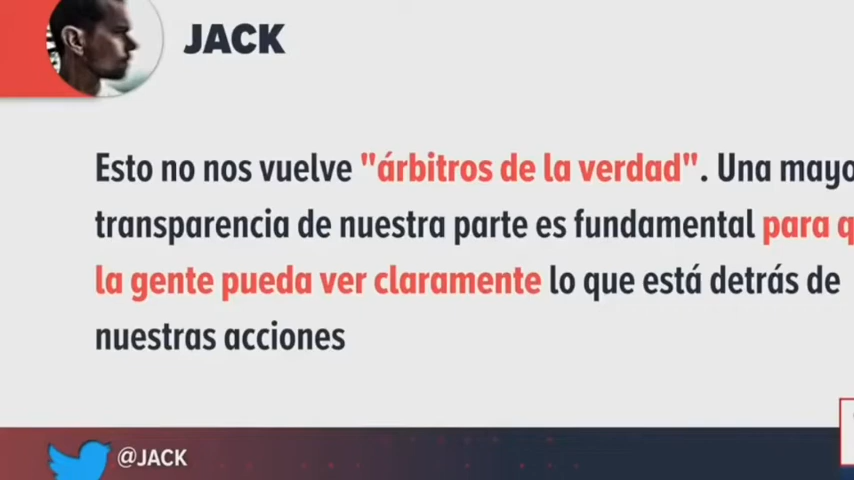 JACK
Esto no nos vuelve "árbitros de la verdad". Una mayo
transparencia de nuestra parte es fundamental para q
la gente pueda ver claramente lo que está detrás de
nuestras acciones
@JACK